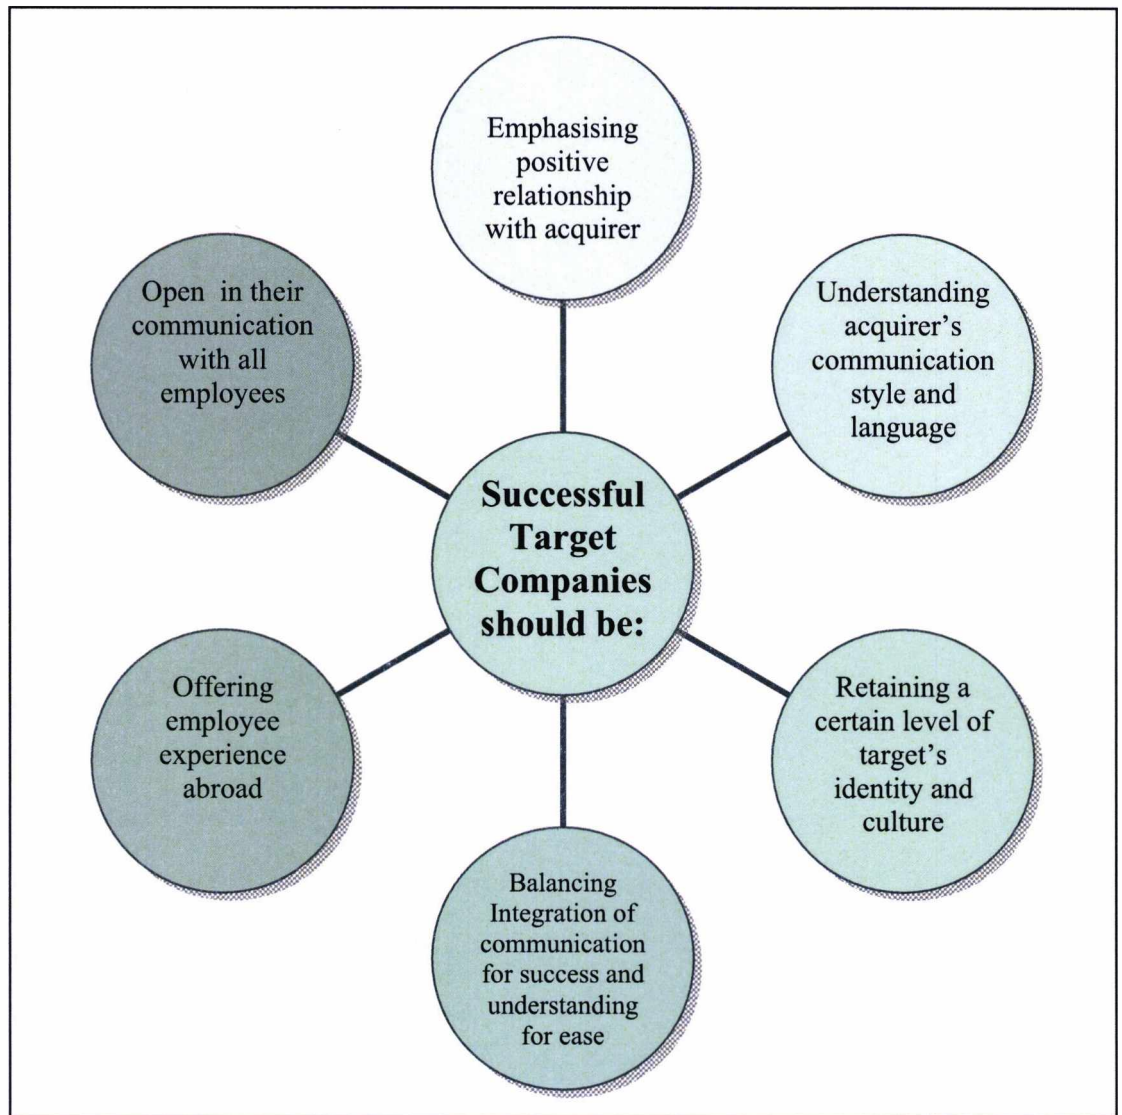 Emphasising
positive
relationship
with acquirer
Open in their
communication
with all
employees
Understanding
acquirer's
communication
style and
language
Successful
Target
Companies
should be:
Offering
employee
experience
abroad
Retaining a
certain level of
target's
identity and
culture
Balancing
Integration of
communication
for success and
understanding
for ease